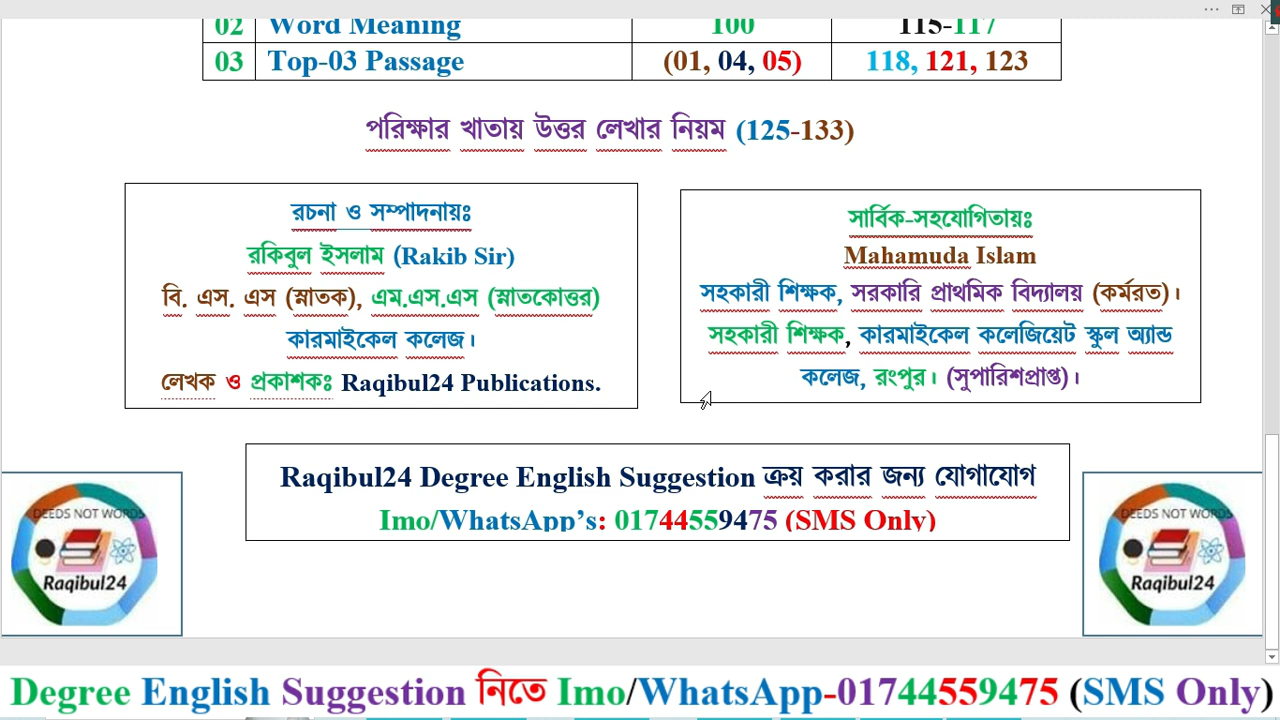 02 Word Meaning 100 115-117
03 Top-03 Passage (01, 04, 05) 118, 121, 123
পরিক্ষার খাতায় উত্তর লেখার নিয়ম (125-133)
রচনা ও সম্পাদনায়ঃ
রকিবুল ইসলাম (Rakib Sir)
বি. এস. এস (স্নাতক), এম.এস.এস (স্নাতকোত্তর)
কারমাইকেল কলেজ।
লেখক ও প্রকাশকঃ Raqibul24 Publications.
সার্বিক-সহযোগিতায়ঃ
Mahamuda Islam
সহকারী শিক্ষক, সরকারি প্রাথমিক বিদ্যালয় (কর্মরত)।
সহকারী শিক্ষক, কারমাইকেল কলেজিয়েট স্কুল অ্যান্ড
কলেজ, রংপুর। (সুপারিশপ্রাপ্ত)।
Raqibul24 Degree English Suggestion ক্রয় করার জন্য যোগাযোগ
Imo/WhatsApp’s: 01744559475 (SMS Only)
DEEDS NOT WORDS
Raqibul24
DEEDS NOT WORDS
Raqibul24
Degree English Suggestion নিতে Imo/WhatsApp-01744559475 (SMS Only)